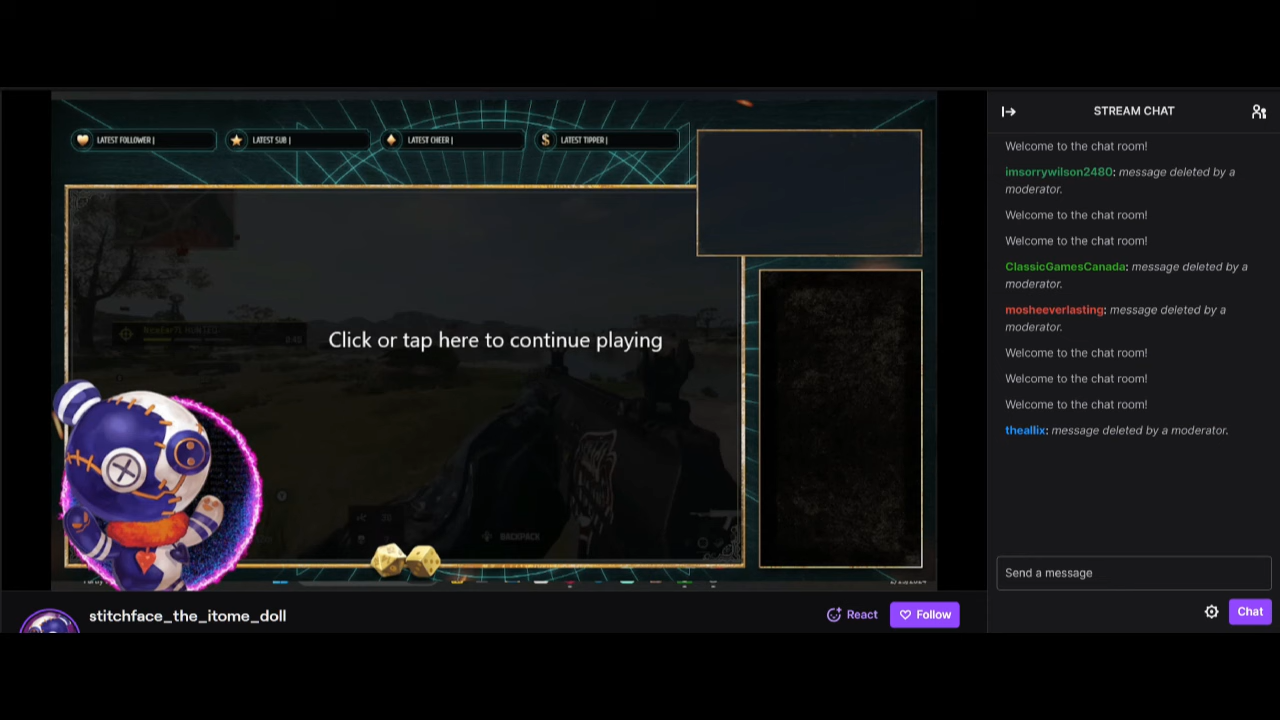 LATEST FOLLOWER |
LATEST SUB |
LATEST CHEER |
LATEST TIPPER |
Click or tap here to continue playing
BACKPACK
stitchface_the_itome_doll
React
Follow
STREAM CHAT
Welcome to the chat room!
imsorrywilson2480: message deleted by a
moderator.
Welcome to the chat room!
Welcome to the chat room!
ClassicGamesCanada: message deleted by a
moderator.
mosheeverlasting: message deleted by a
moderator.
Welcome to the chat room!
Welcome to the chat room!
Welcome to the chat room!
theallix: message deleted by a moderator.
Send a message
Chat